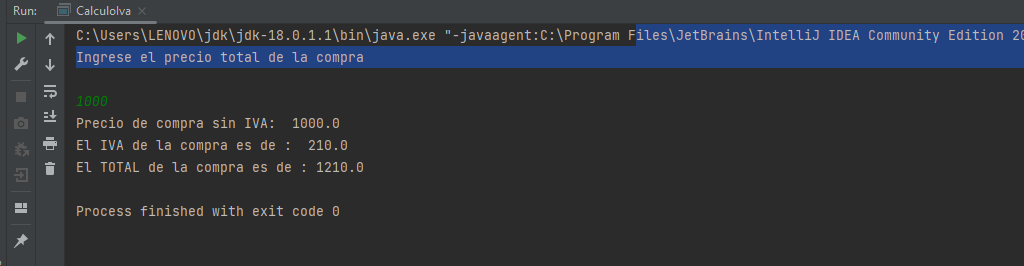 Run: CalculoIva
C:\Users\LENOVO\jdk\jdk-18.0.1.1\bin\java.exe "-javaagent:C:\Program Files\JetBrains\IntelliJ IDEA Community Edition 20
Ingrese el precio total de la compra
1000
Precio de compra sin IVA:  1000.0
El IVA de la compra es de :  210.0
El TOTAL de la compra es de : 1210.0
Process finished with exit code 0